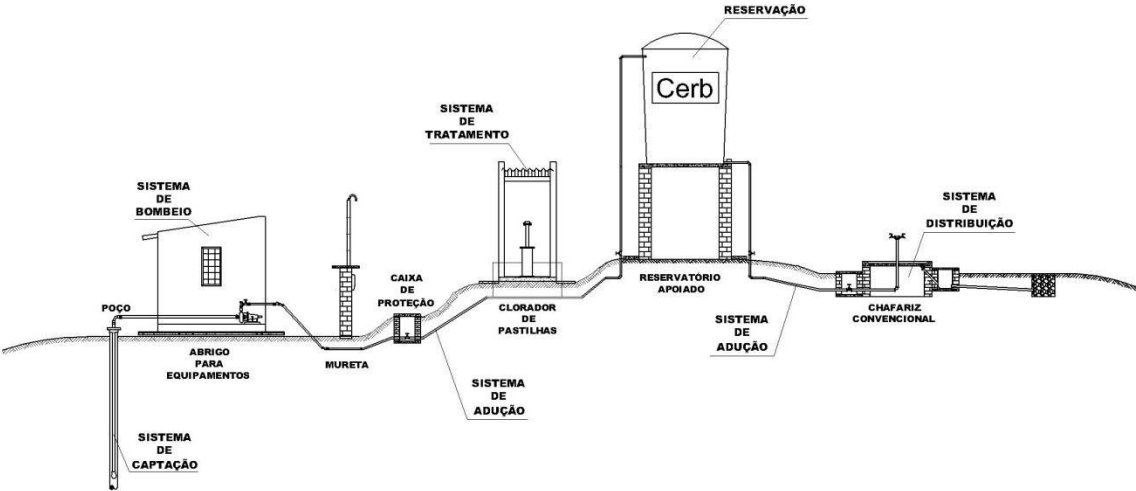 RESERVAÇÃO
Cerb
SISTEMA
DE
TRATAMENTO
SISTEMA
DE
BOMBEIO
SISTEMA
DE
DISTRIBUIÇÃO
CAIXA
DE
PROTEÇÃO
RESERVATÓRIO
APOIADO
POÇO
CLORADOR
DE
PASTILHAS
CHAFARIZ
CONVENCIONAL
SISTEMA
DE
ADUÇÃO
ABRIGO
PARA
EQUIPAMENTOS
MURETA
SISTEMA
DE
ADUÇÃO
SISTEMA
DE
CAPTAÇÃO